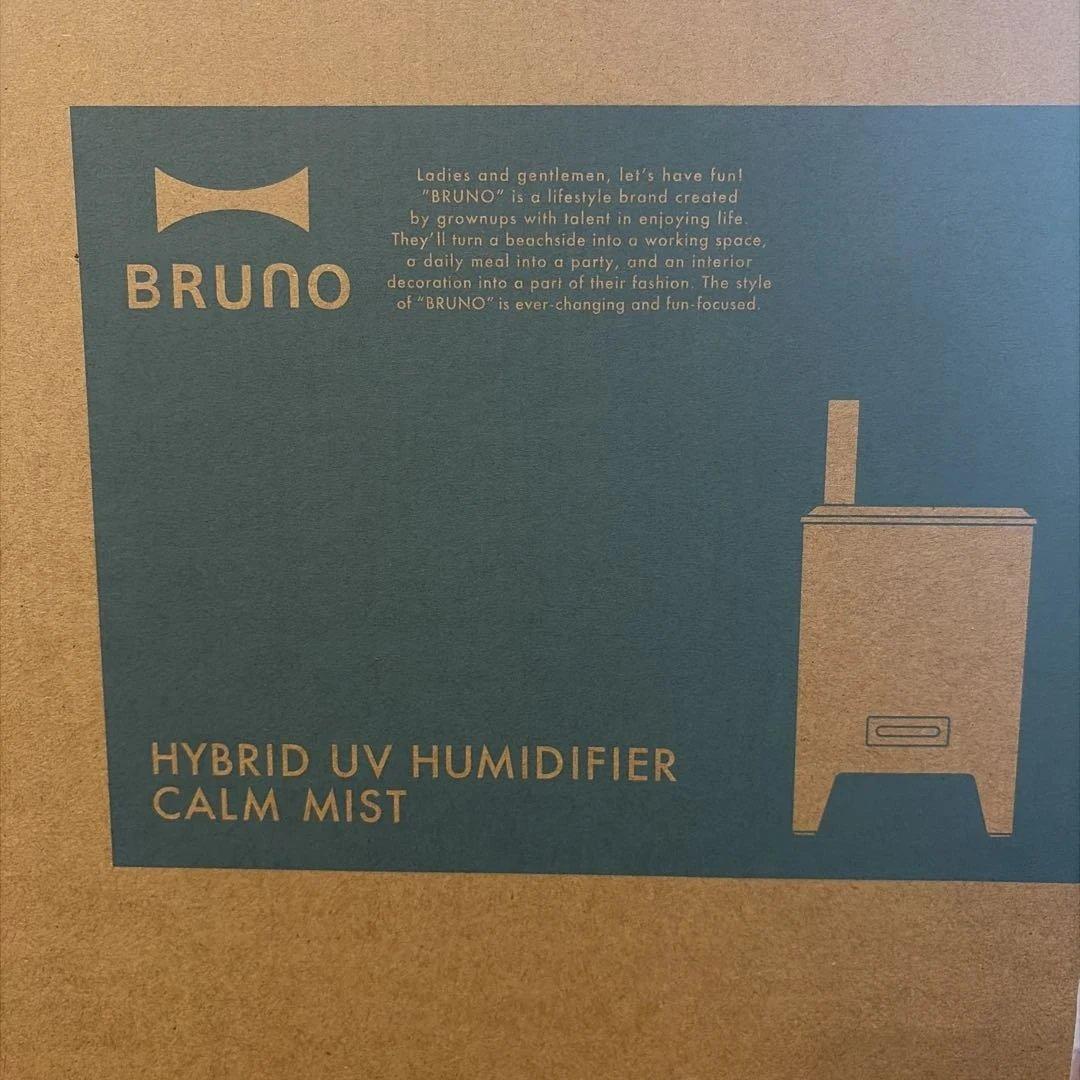 BRUNO
Ladies and gentlemen, let's have fun!
"BRUNO" is a lifestyle brand created
by grownups with talent in enjoying life.
They'll turn a beachside into a working space,
a daily meal into a party, and an interior
decoration into a part of their fashion. The style
of "BRUNO" is ever-changing and fun-focused.
HYBRID UV HUMIDIFIER
CALM MIST